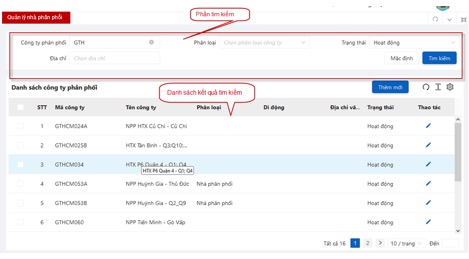 Quản lý nhà phân phối
Phần tìm kiếm
Công ty phân phối GTH Phân loại Chọn phân loại công ty Trạng thái Hoạt động
Địa chỉ Chọn địa chỉ Mặc định Tìm kiếm
Danh sách công ty phân phối Thêm mới
Danh sách kết quả tìm kiếm
STT Mã công ty Tên công ty Phân loại Di động Địa chỉ và... Trạng thái Thao tác
1 GTHCM024A NPP HTX Củ Chi - Củ Chi Hoạt động
2 GTHCM025B HTX Tân Bình - Q3;Q10;... Hoạt động
3 GTHCM034 HTX P6 Quận 4 - Q1; Q4 Hoạt động
HTX P6 Quận 4 - Q1; Q4
4 GTHCM053A NPP Huỳnh Gia - Thủ Đức Nhà phân phối Hoạt động
5 GTHCM053B NPP Huỳnh Gia - Q2_Q9 Nhà phân phối Hoạt động
6 GTHCM060 NPP Tiến Minh - Gò Vấp Hoạt động
Tất cả 16 1 2 > 10 / trang Đến